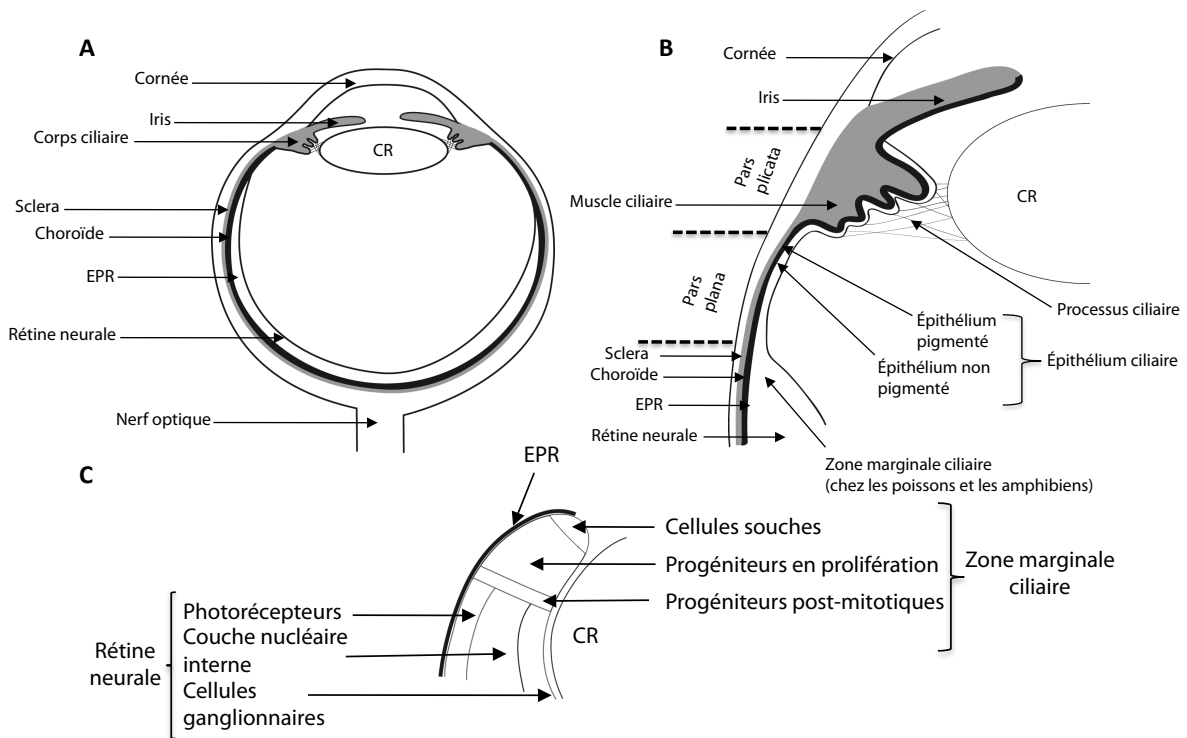 A
Cornée
Iris
Corps ciliaire
CR
Sclera
Choroïde
EPR
Rétine neurale
Nerf optique
B
Cornée
Iris
Pars
plicata
Muscle ciliaire
CR
Pars
plana
Processus ciliaire
Épithélium
pigmenté
Épithélium non
pigmenté
Épithélium ciliaire
Sclera
Choroïde
EPR
Rétine neurale
Zone marginale ciliaire
(chez les poissons et les amphibiens)
C
EPR
Cellules souches
Progéniteurs en prolifération
Progéniteurs post-mitotiques
Zone marginale
ciliaire
CR
Rétine
neurale
Photorécepteurs
Couche nucléaire
interne
Cellules
ganglionnaires